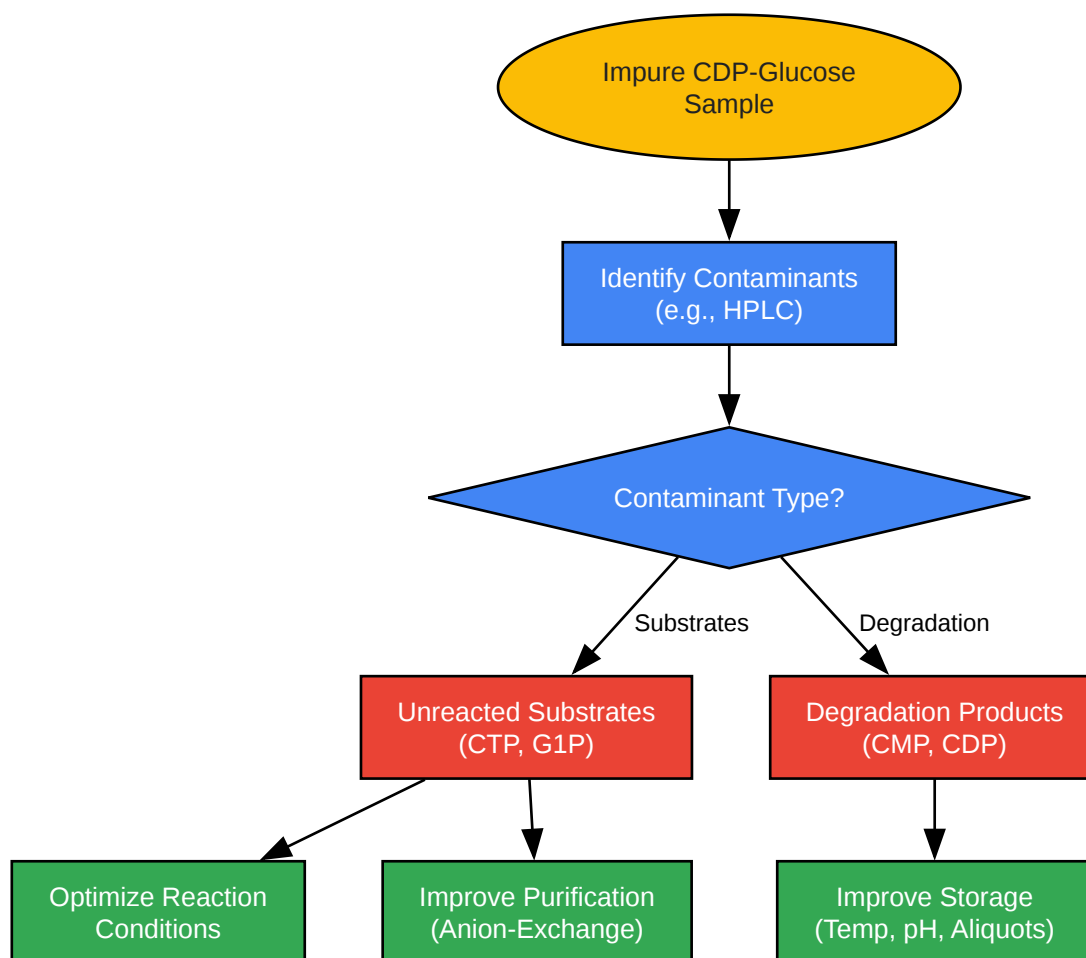 Impure CDP-Glucose
Sample
Identify Contaminants
(e.g., HPLC)
Contaminant Type?
Substrates
Degradation
Unreacted Substrates
(CTP, G1P)
Degradation Products
(CMP, CDP)
Optimize Reaction
Conditions
Improve Purification
(Anion-Exchange)
Improve Storage
(Temp, pH, Aliquots)